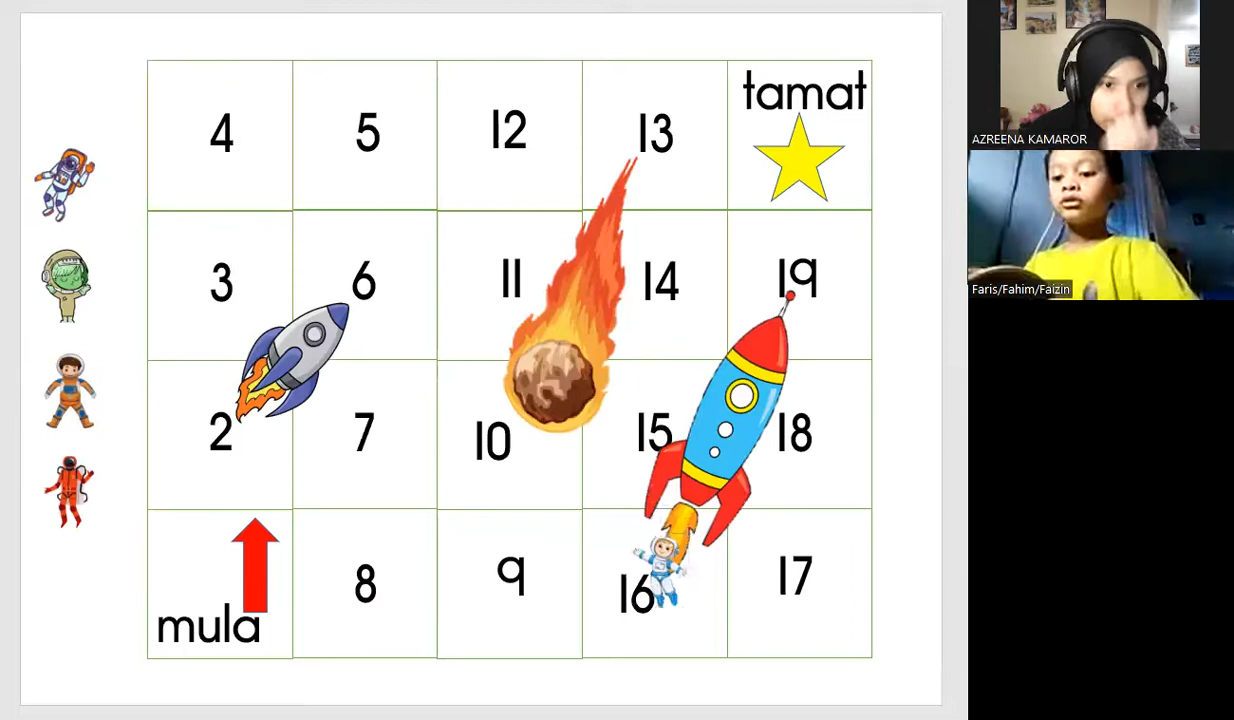 4 5 12 13 tamat
3 6 11 14 19
2 7 10 15 18
mula 8 9 16 17
AZREENA KAMAROR
Faris/Fahim/Faizin